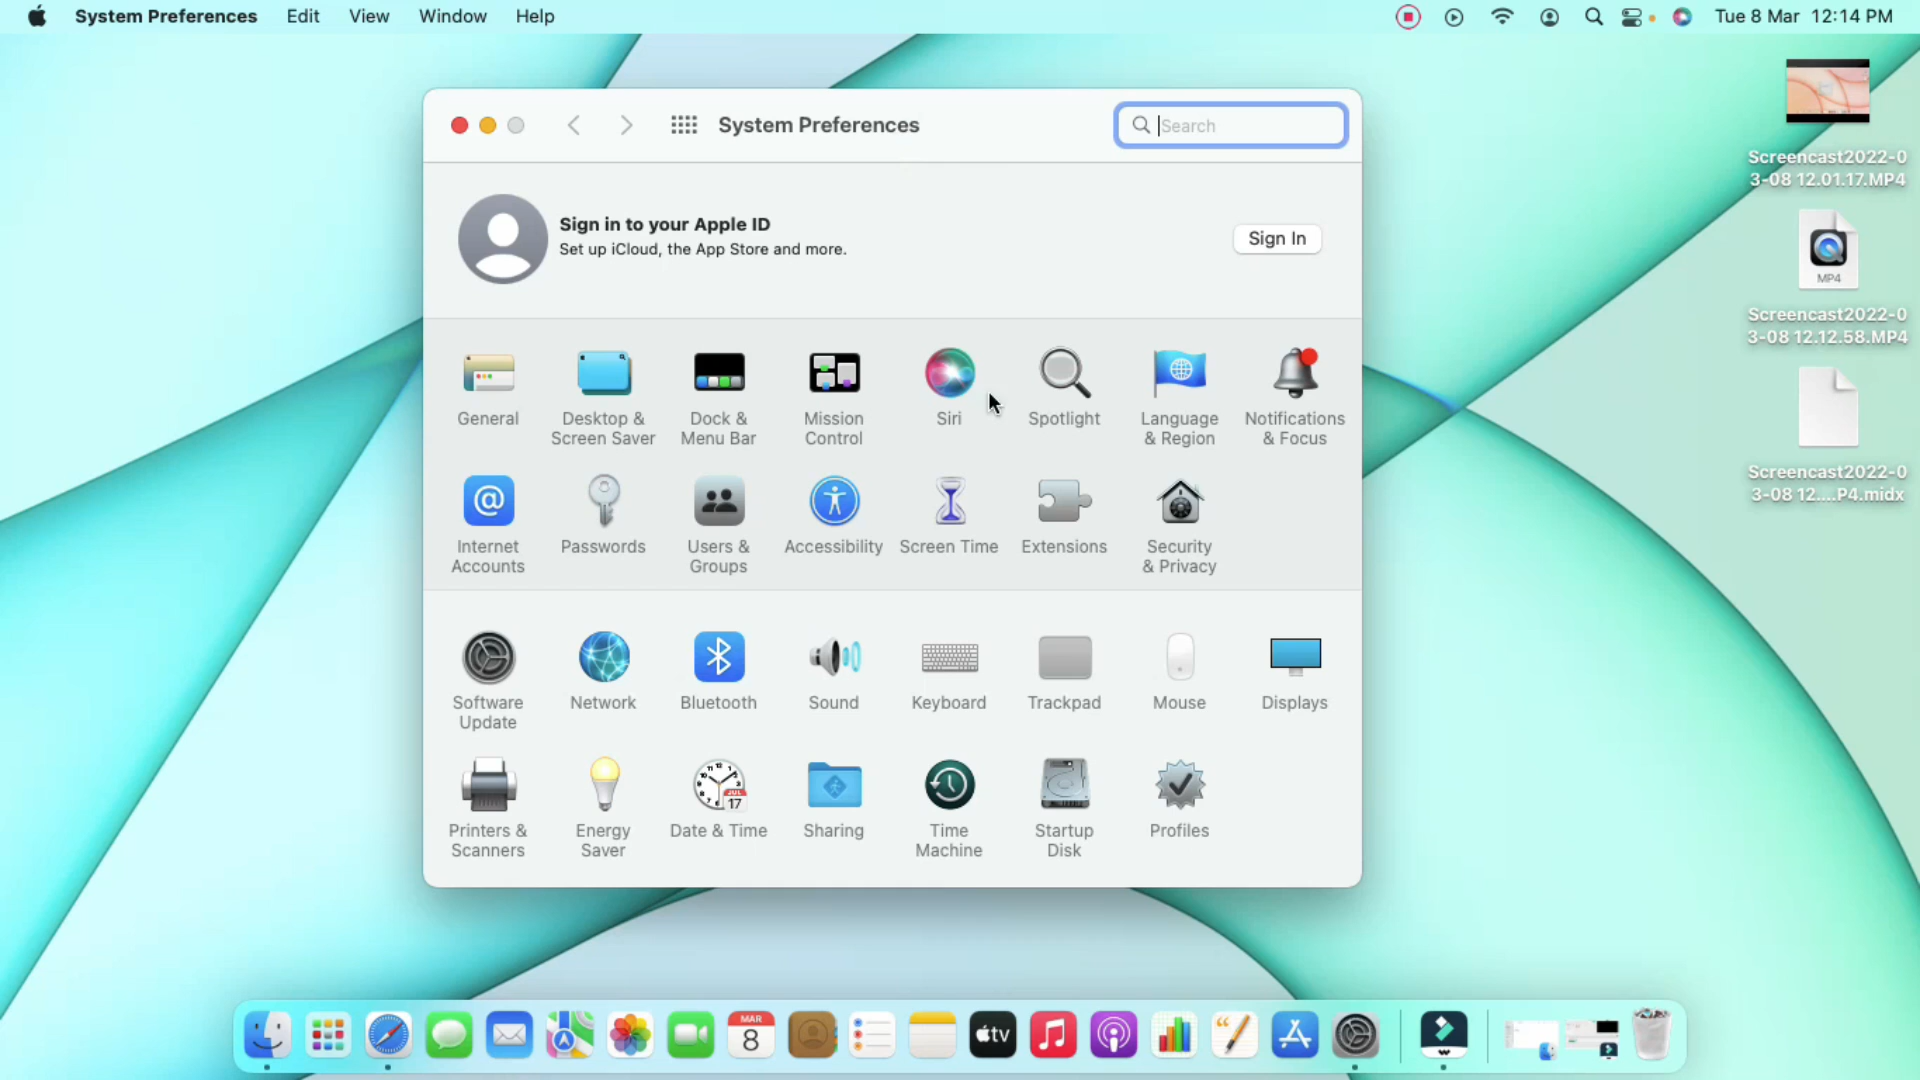 System Preferences Edit View Window Help Tue 8 Mar 12:14 PM
System Preferences
Search
Sign in to your Apple ID
Set up iCloud, the App Store and more.
Sign In
General
Desktop &
Screen Saver
Dock &
Menu Bar
Mission
Control
Siri
Spotlight
Language
& Region
Notifications
& Focus
Internet
Accounts
Passwords
Users &
Groups
Accessibility
Screen Time
Extensions
Security
& Privacy
Software
Update
Network
Bluetooth
Sound
Keyboard
Trackpad
Mouse
Displays
Printers &
Scanners
Energy
Saver
JUL
17
Date & Time
Sharing
Time
Machine
Startup
Disk
Profiles
Screencast2022-0
3-08 12.01.17.MP4
MP4
Screencast2022-0
3-08 12.12.58.MP4
Screencast2022-0
3-08 12....P4.midx
MAR
8
tv